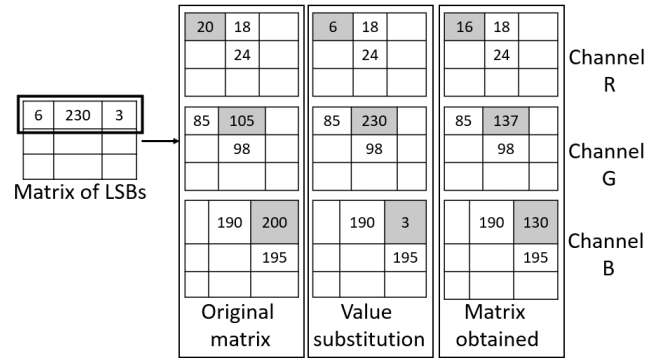 20 18
24
6 18
24
16 18
24
Channel
R
6 230 3
Matrix of LSBs
85 105
98
85 230
98
85 137
98
Channel
G
190 200
195
190 3
195
190 130
195
Channel
B
Original
matrix
Value
substitution
Matrix
obtained